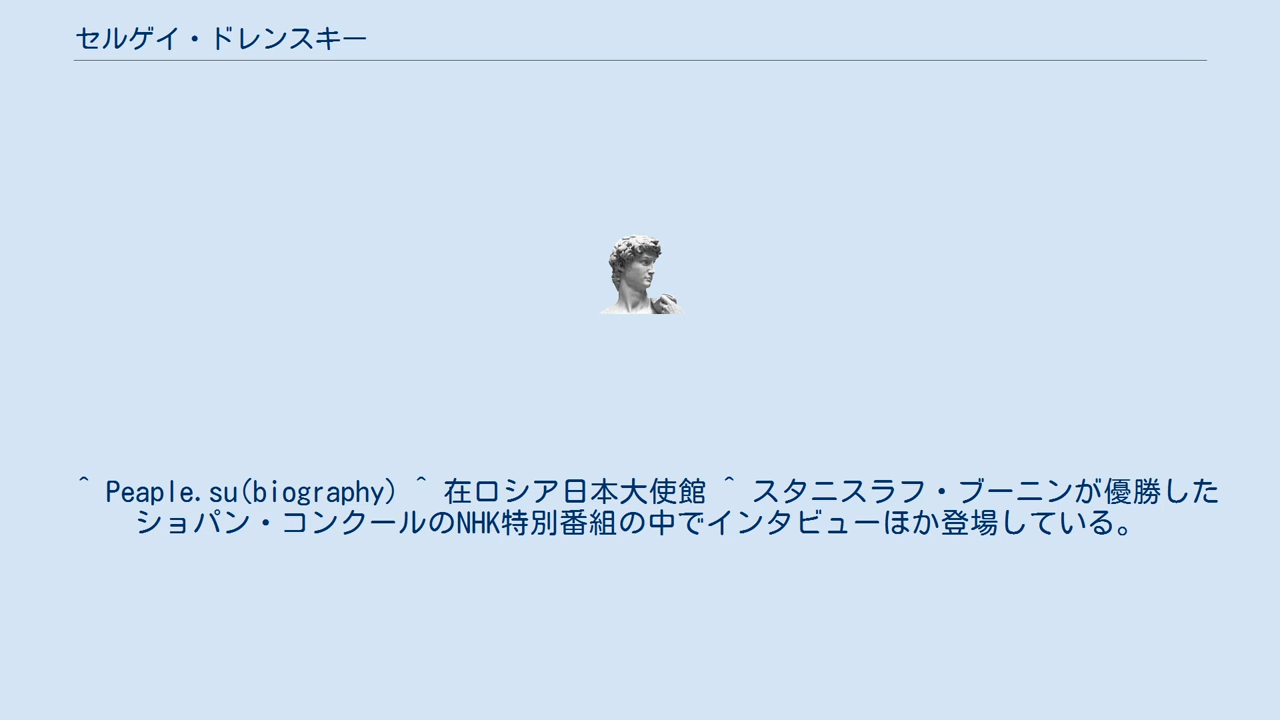 セルゲイ・ドレンスキー
^ Peaple.su(biography) ^ 在ロシア日本大使館 ^ スタニスラフ・ブーニンが優勝した
ショパン・コンクールのNHK特別番組の中でインタビューほか登場している。